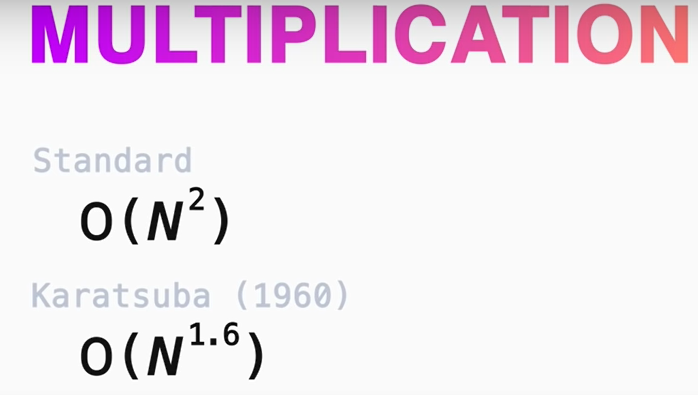 MULTIPLICATION
Standard
O(N²)
Karatsuba (1960)
O(N¹·⁶)